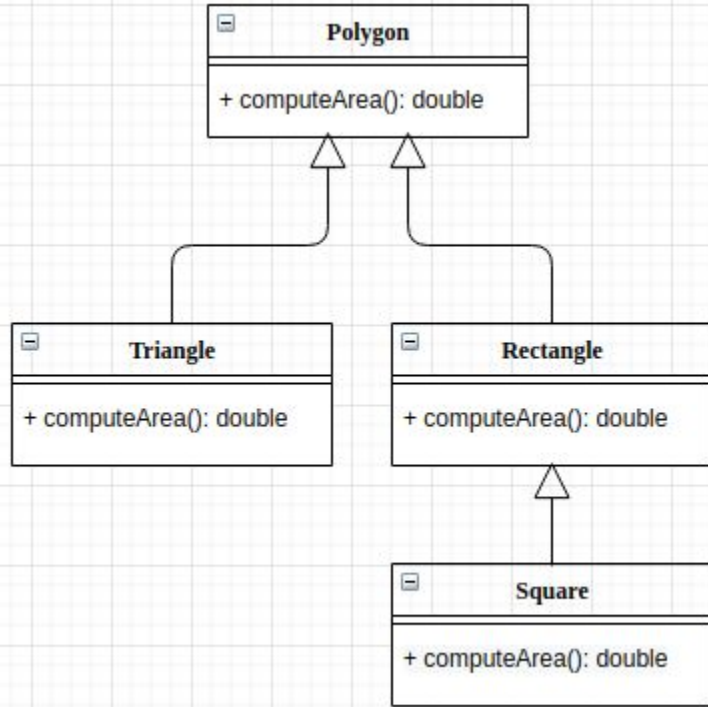 Polygon
+ computeArea(): double
Triangle
+ computeArea(): double
Rectangle
+ computeArea(): double
Square
+ computeArea(): double